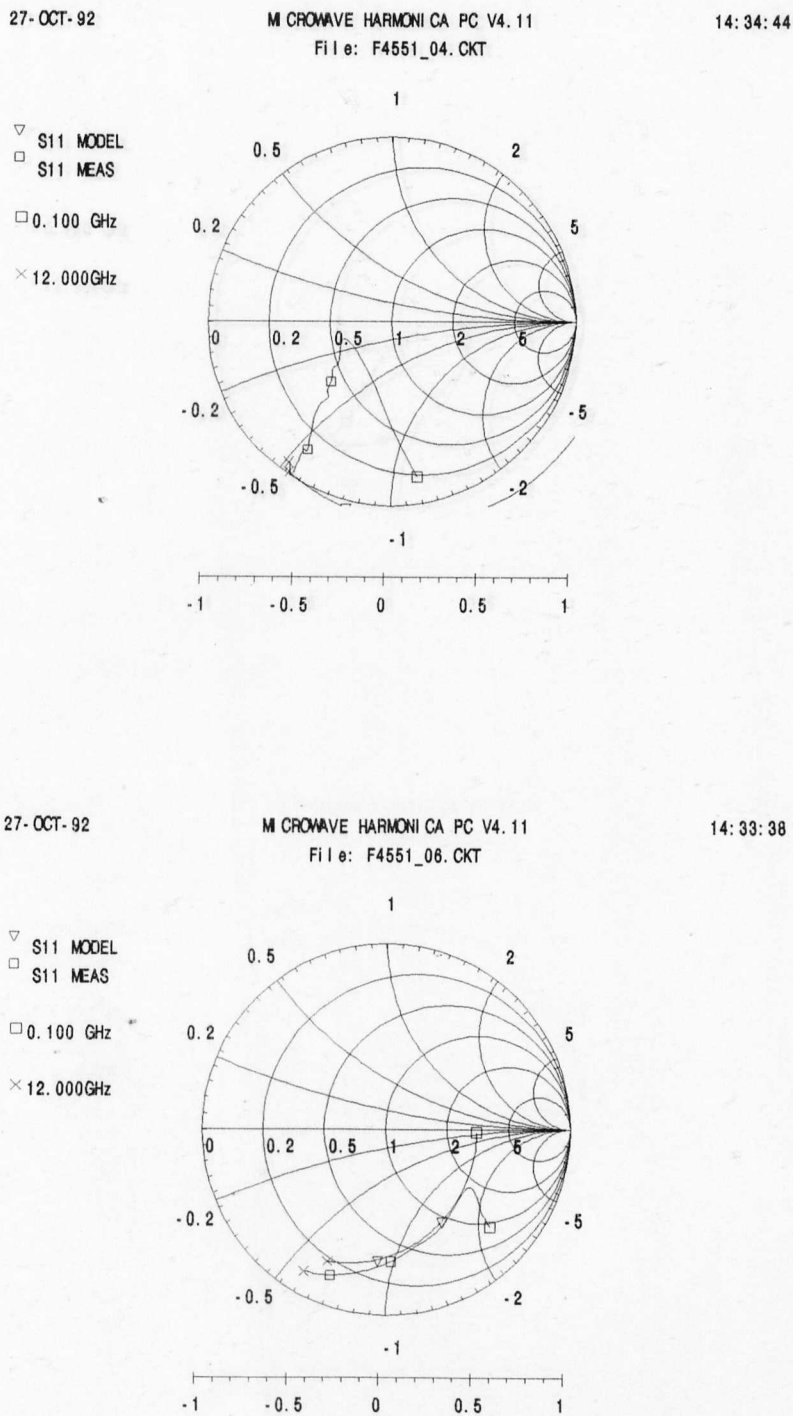 27-OCT-92 MICROWAVE HARMONICA PC V4.11 14:34:44
File: F4551_04.CKT
1
▽ S11 MODEL 0.5 2
□ S11 MEAS
□ 0.100 GHz 0.2 5
× 12.000GHz
0 0.2 0.5 1 2 5
-0.2 -5
-0.5 -2
-1
-1 -0.5 0 0.5 1
27-OCT-92 MICROWAVE HARMONICA PC V4.11 14:33:38
File: F4551_06.CKT
1
▽ S11 MODEL 0.5 2
□ S11 MEAS
□ 0.100 GHz 0.2 5
× 12.000GHz
0 0.2 0.5 1 2 5
-0.2 -5
-0.5 -2
-1
-1 -0.5 0 0.5 1